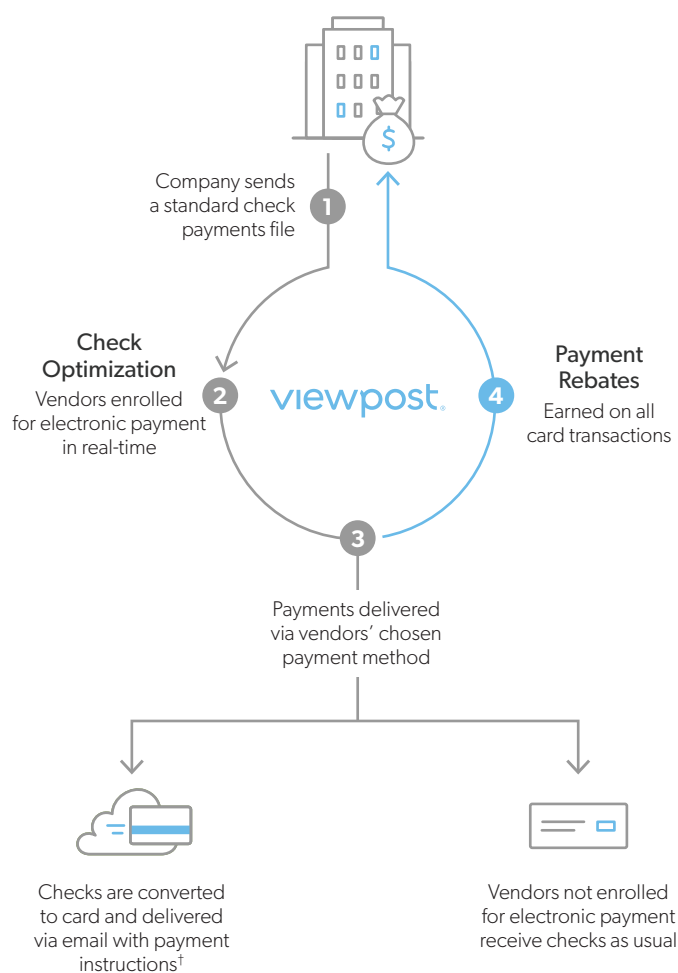 $
Company sends
a standard check
payments file
1
Check
Optimization
Vendors enrolled
for electronic payment
in real-time
2
viewpost.
4
Payment
Rebates
Earned on all
card transactions
3
Payments delivered
via vendors’ chosen
payment method
Checks are converted
to card and delivered
via email with payment
instructions†
Vendors not enrolled
for electronic payment
receive checks as usual